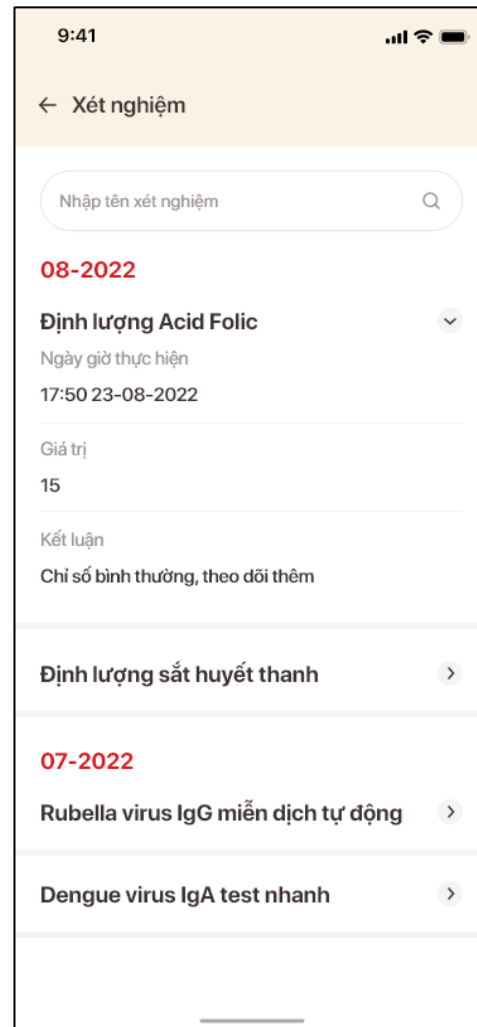 9:41
Xét nghiệm
Nhập tên xét nghiệm
08-2022
Định lượng Acid Folic
Ngày giờ thực hiện
17:50 23-08-2022
Giá trị
15
Kết luận
Chỉ số bình thường, theo dõi thêm
Định lượng sắt huyết thanh
07-2022
Rubella virus IgG miễn dịch tự động
Dengue virus IgA test nhanh